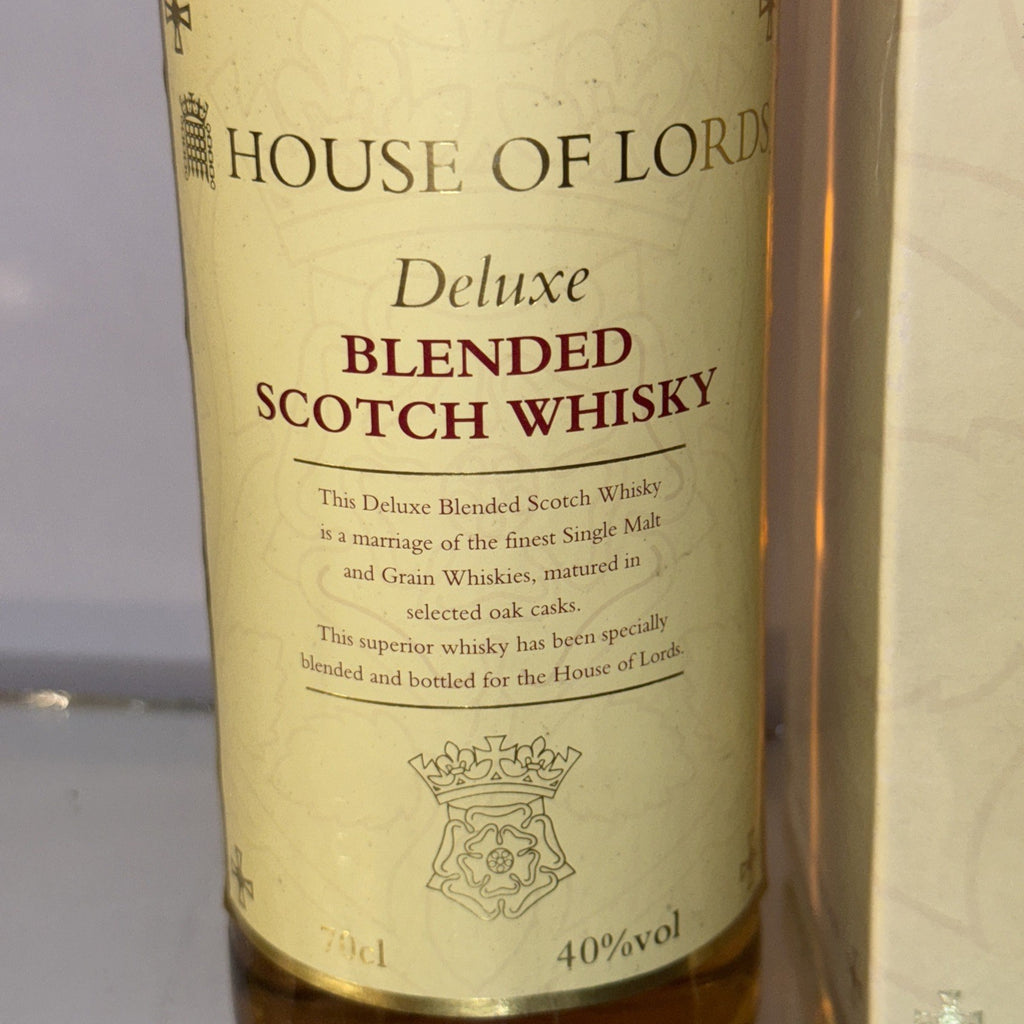 HOUSE OF LORDS
Deluxe
BLENDED
SCOTCH WHISKY
This Deluxe Blended Scotch Whisky
is a marriage of the finest Single Malt
and Grain Whiskies, matured in
selected oak casks.
This superior whisky has been specially
blended and bottled for the House of Lords.
70cl 40%vol